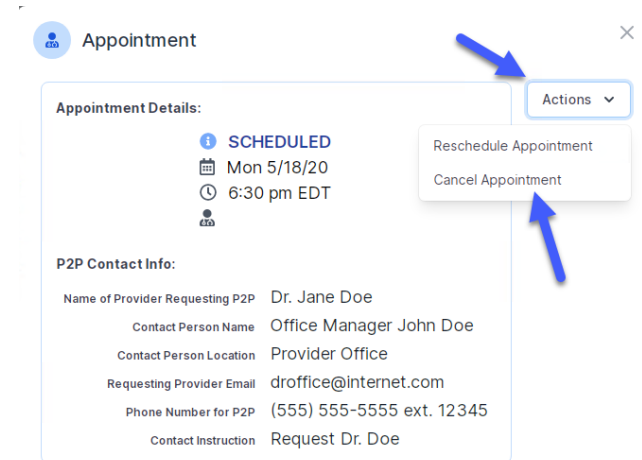 Appointment
Actions
Appointment Details:
SCHEDULED
Mon 5/18/20
6:30 pm EDT
Reschedule Appointment
Cancel Appointment
P2P Contact Info:
Name of Provider Requesting P2P Dr. Jane Doe
Contact Person Name Office Manager John Doe
Contact Person Location Provider Office
Requesting Provider Email droffice@internet.com
Phone Number for P2P (555) 555-5555 ext. 12345
Contact Instruction Request Dr. Doe